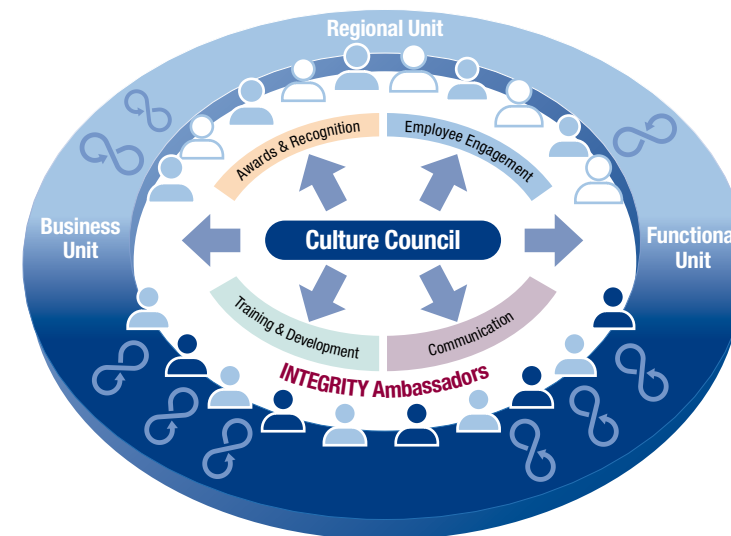 Regional Unit
Awards & Recognition
Employee Engagement
Business
Unit
Culture Council
Functiona
Unit
Training & Development
Communication
INTEGRITY Ambassadors